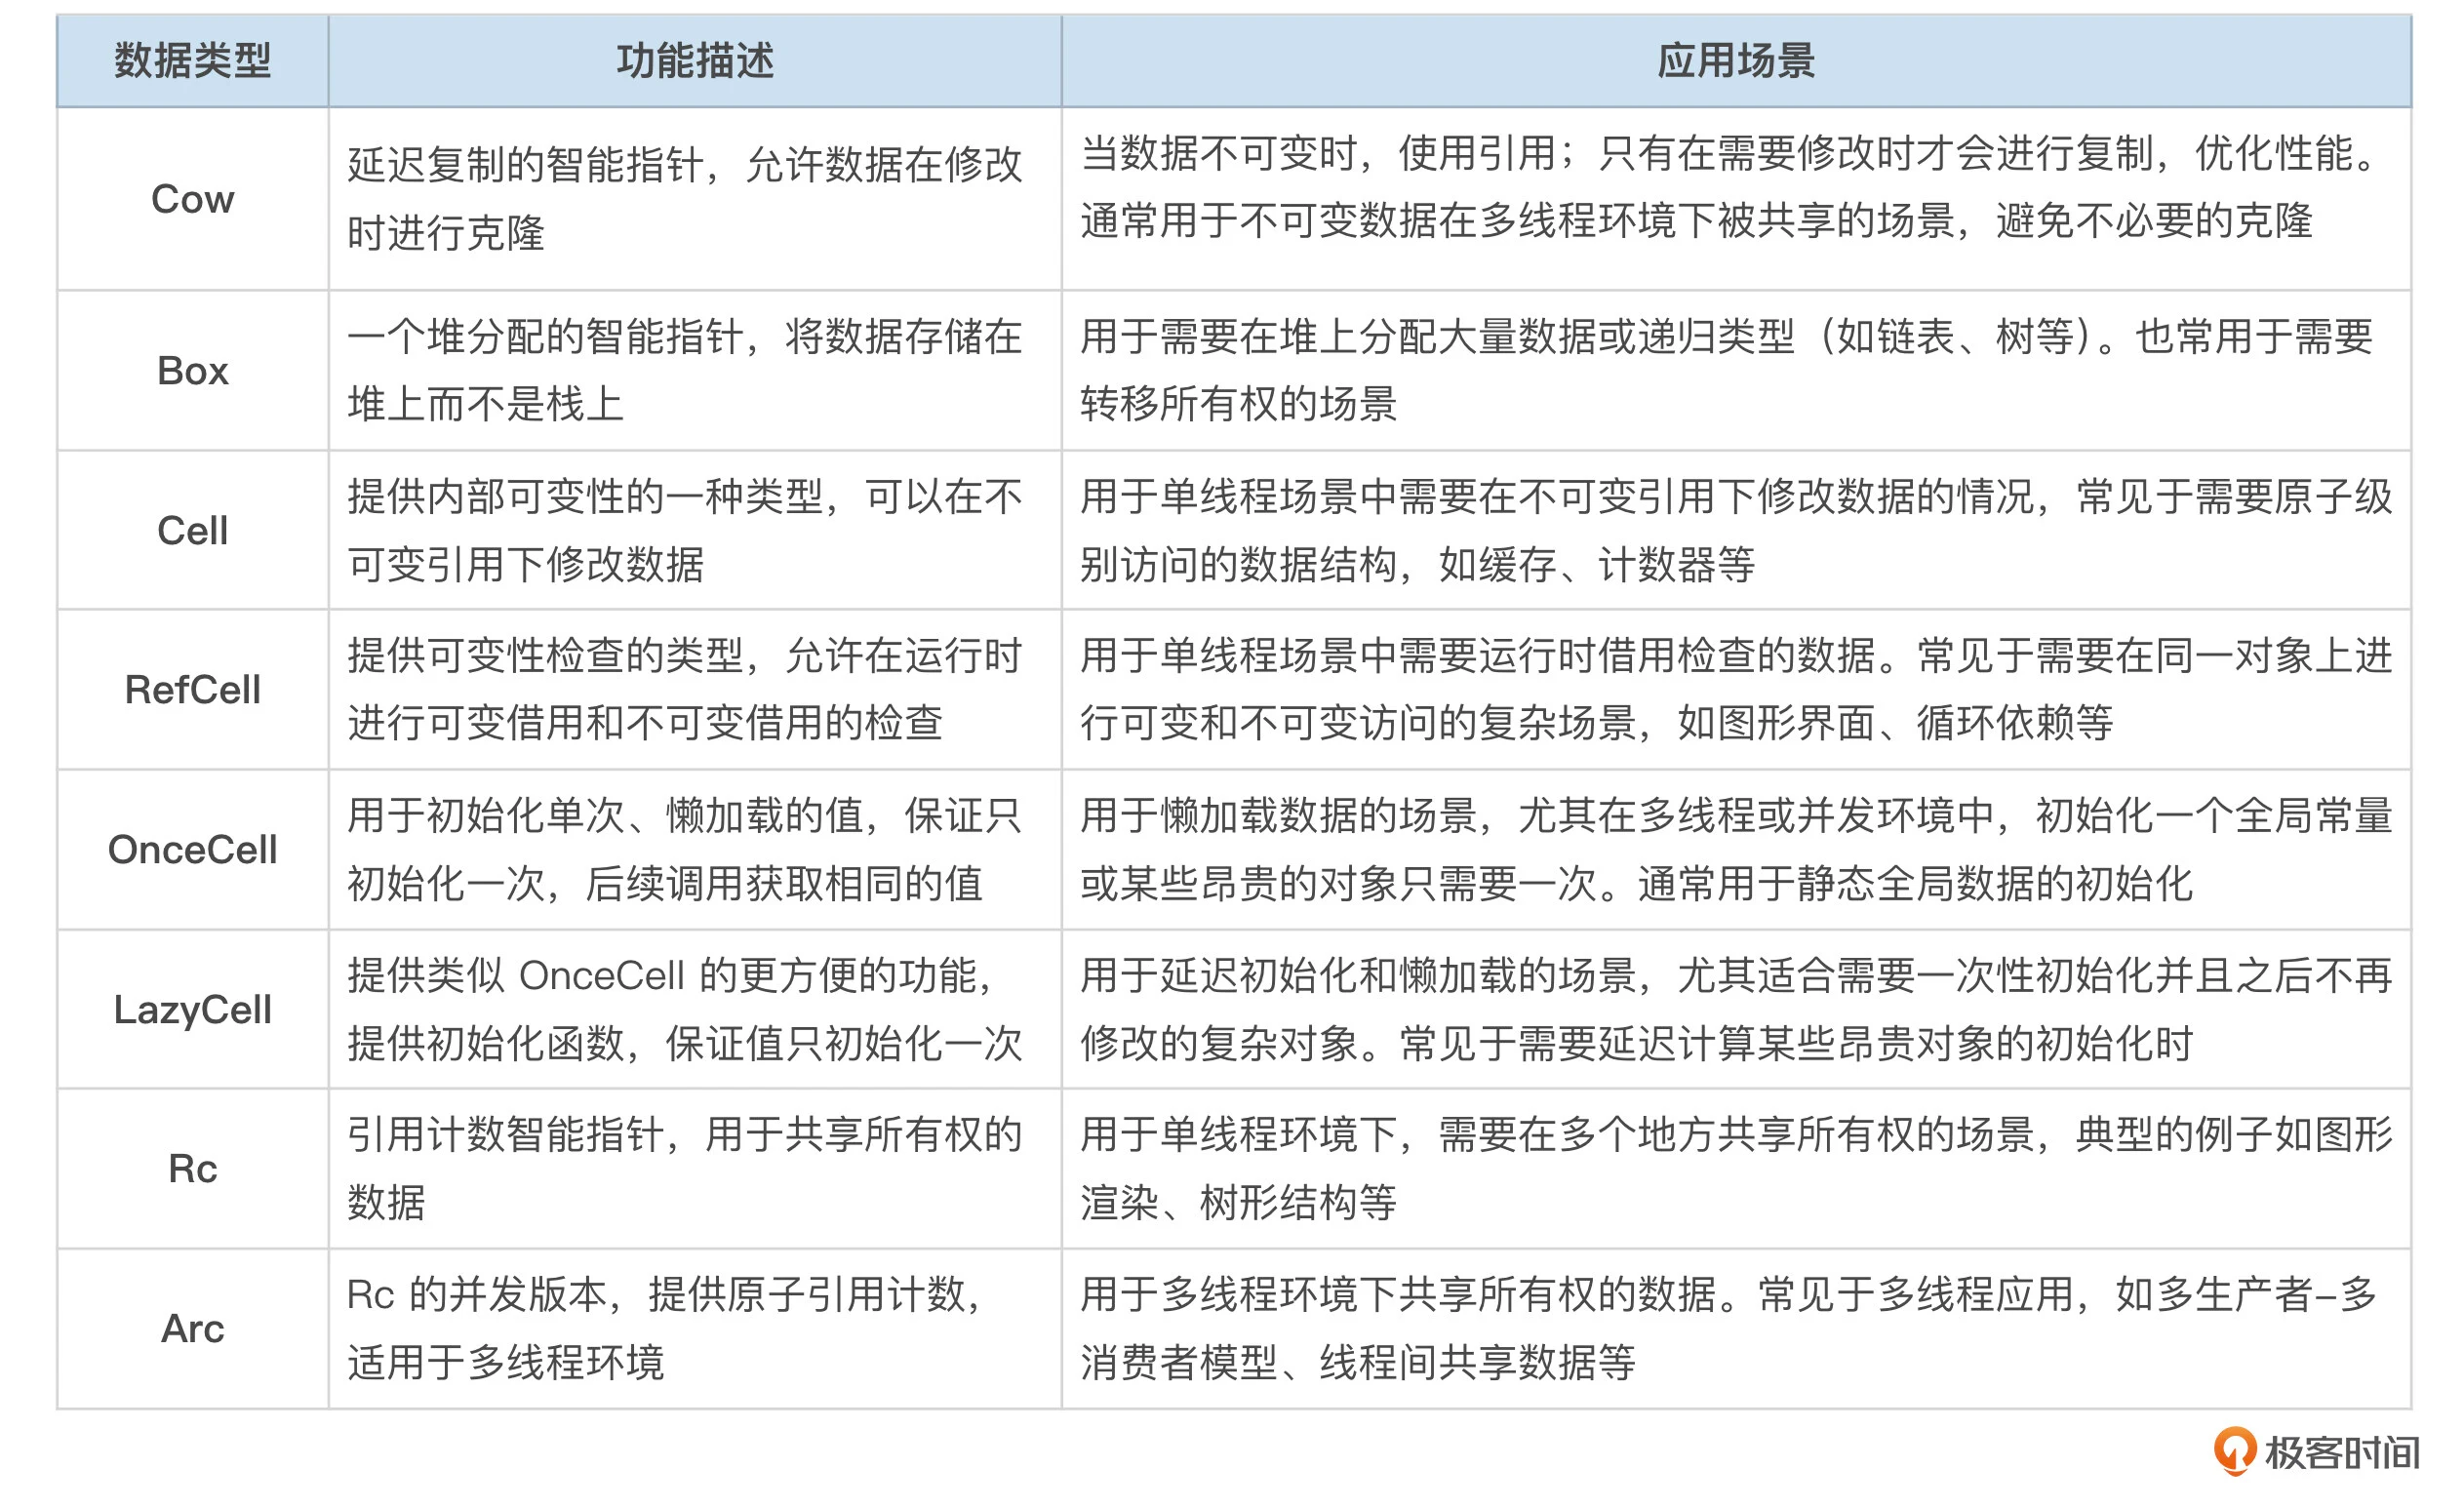 数据类型
功能描述
应用场景
Cow
延迟复制的智能指针，允许数据在修改
时进行克隆
当数据不可变时，使用引用；只有在需要修改时才会进行复制，优化性能。
通常用于不可变数据在多线程环境下被共享的场景，避免不必要的克隆
Box
一个堆分配的智能指针，将数据存储在
堆上而不是栈上
用于需要在堆上分配大量数据或递归类型（如链表、树等）。也常用于需要
转移所有权的场景
Cell
提供内部可变性的一种类型，可以在不
可变引用下修改数据
用于单线程场景中需要在不可变引用下修改数据的情况，常见于需要原子级
别访问的数据结构，如缓存、计数器等
RefCell
提供可变性检查的类型，允许在运行时
进行可变借用和不可变借用的检查
用于单线程场景中需要运行时借用检查的数据。常见于需要在同一对象上进
行可变和不可变访问的复杂场景，如图形界面、循环依赖等
OnceCell
用于初始化单次、懒加载的值，保证只
初始化一次，后续调用获取相同的值
用于懒加载数据的场景，尤其在多线程或并发环境中，初始化一个全局常量
或某些昂贵的对象只需要一次。通常用于静态全局数据的初始化
LazyCell
提供类似 OnceCell 的更方便的功能，
提供初始化函数，保证值只初始化一次
用于延迟初始化和懒加载的场景，尤其适合需要一次性初始化并且之后不再
修改的复杂对象。常见于需要延迟计算某些昂贵对象的初始化时
Rc
引用计数智能指针，用于共享所有权的
数据
用于单线程环境下，需要在多个地方共享所有权的场景，典型的例子如图形
渲染、树形结构等
Arc
Rc 的并发版本，提供原子引用计数，
适用于多线程环境
用于多线程环境下共享所有权的数据。常见于多线程应用，如多生产者–多
消费者模型、线程间共享数据等
极客时间